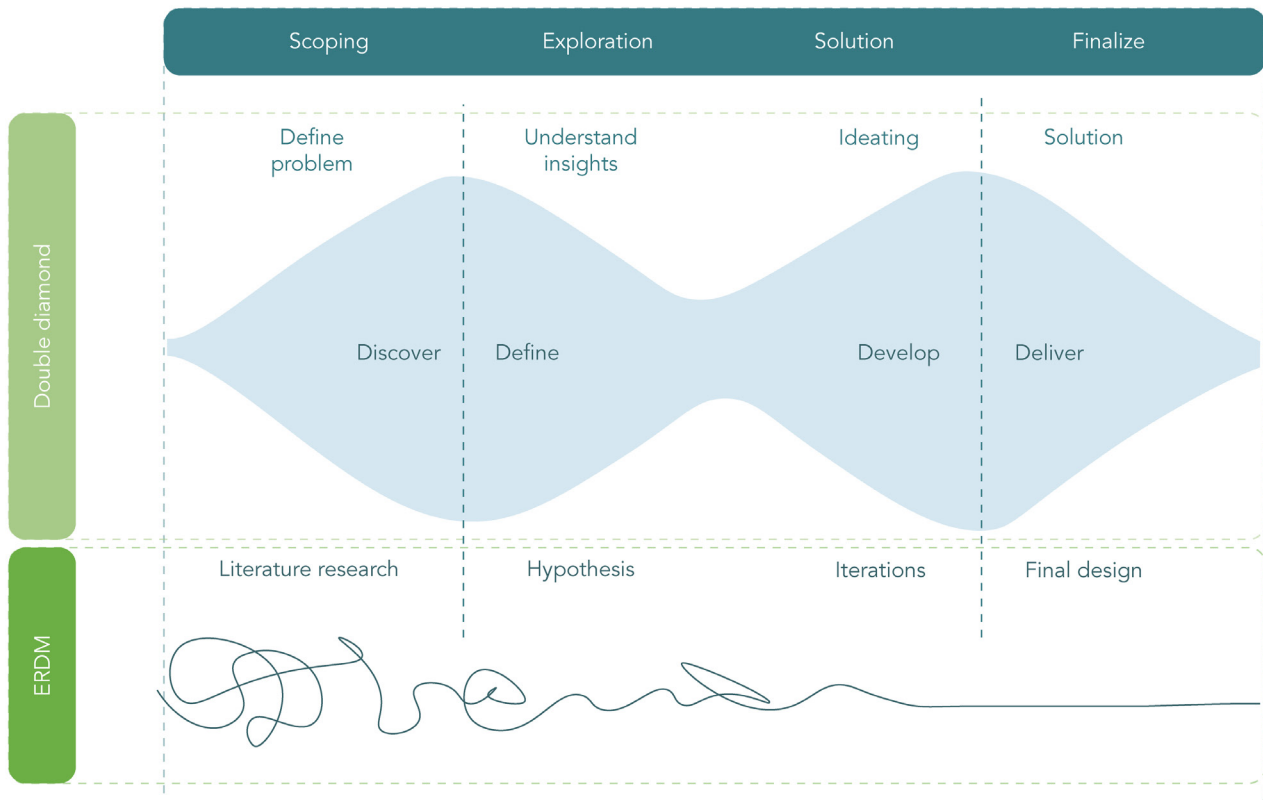 Scoping
Exploration
Solution
Finalize
Double diamond
Define
problem
Understand
insights
Ideating
Solution
Discover
Define
Develop
Deliver
ERDM
Literature research
Hypothesis
Iterations
Final design